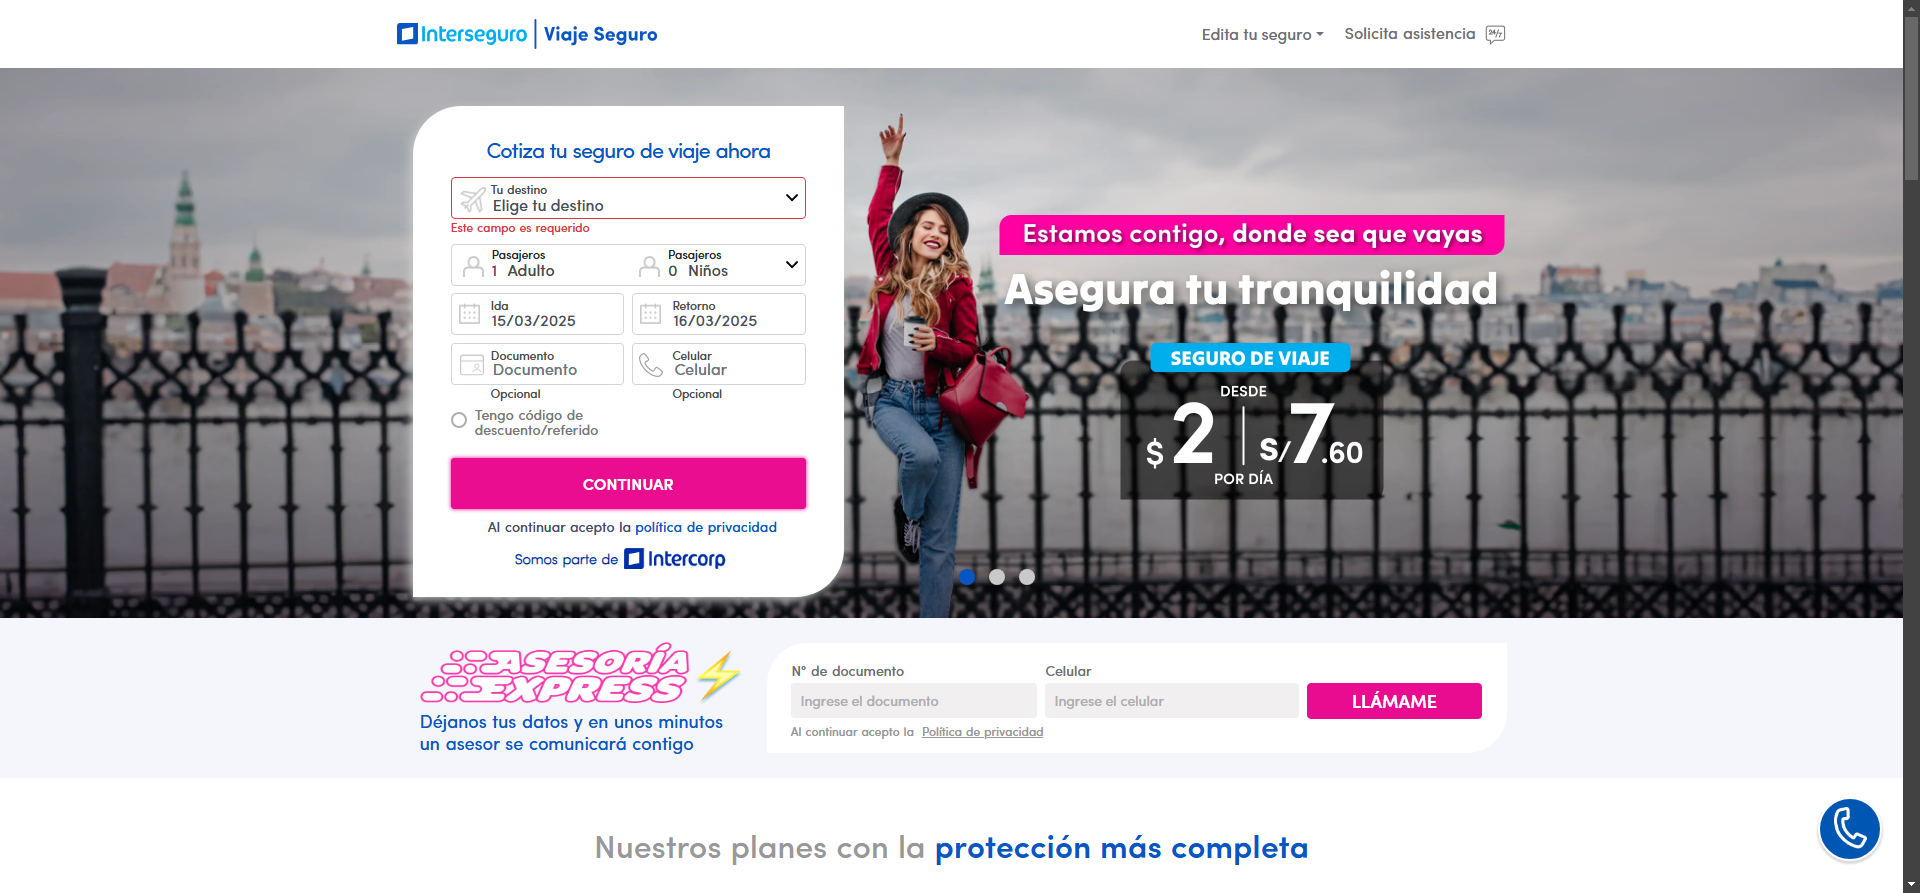 Interseguro | Viaje Seguro
Edita tu seguro
Solicita asistencia
24/7
Cotiza tu seguro de viaje ahora
Tu destino
Elige tu destino
Este campo es requerido
Pasajeros
1 Adulto
Pasajeros
0 Niños
Ida
15/03/2025
Retorno
16/03/2025
Documento
Documento
Opcional
Celular
Celular
Opcional
Tengo código de
descuento/referido
CONTINUAR
Al continuar acepto la política de privacidad
Somos parte de Intercorp
Estamos contigo, donde sea que vayas
Asegura tu tranquilidad
SEGURO DE VIAJE
DESDE
$ 2 | S/7.60
POR DÍA
ASESORÍA
EXPRESS
Déjanos tus datos y en unos minutos
un asesor se comunicará contigo
N° de documento
Ingrese el documento
Celular
Ingrese el celular
LLÁMAME
Al continuar acepto la Política de privacidad
Nuestros planes con la protección más completa